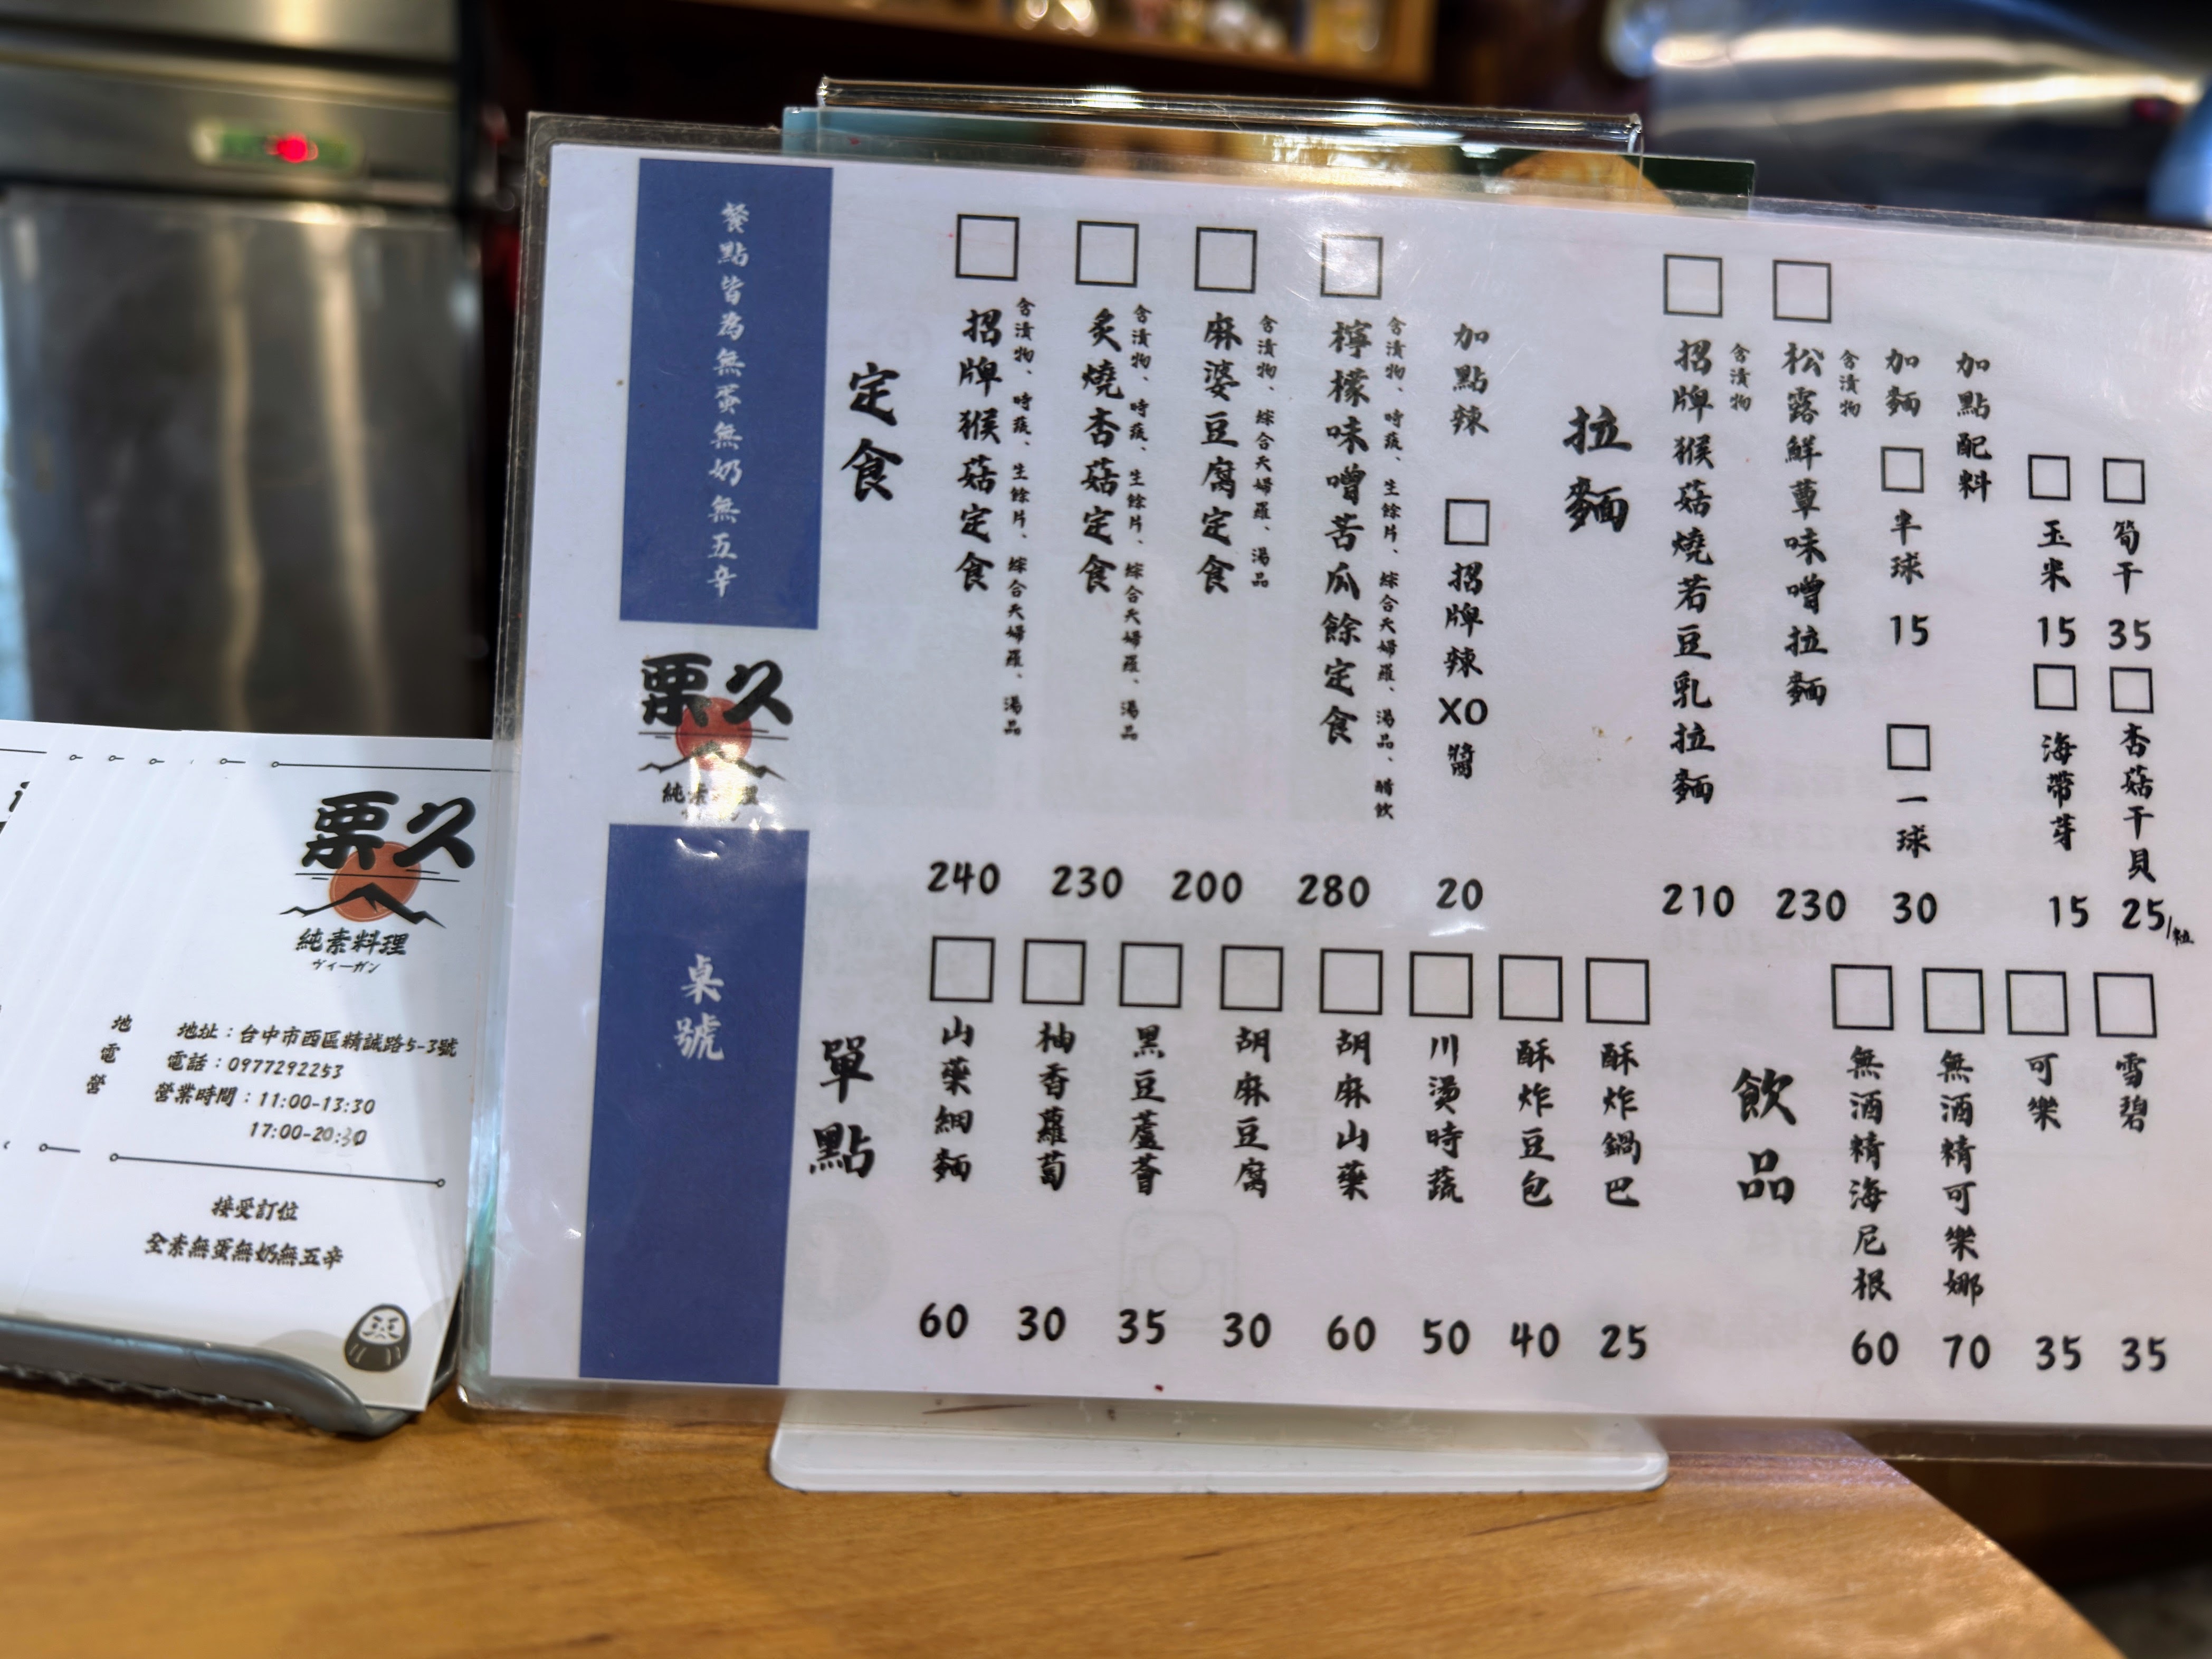 餐點皆為無蛋無奶無五辛
栗久
純素料理
桌號
定食
招牌猴菇定食
含漬物、時蔬、生餘片、綜合天婦羅、湯品
240
炙燒杏菇定食
含漬物、時蔬、生餘片、綜合天婦羅、湯品
230
麻婆豆腐定食
含漬物、綜合天婦羅、湯品
200
檸檬味噌苦瓜餘定食
含漬物、時蔬、生餘片、綜合天婦羅、湯品、醋飲
280
加點辣
招牌辣XO醬
20
拉麵
招牌猴菇燒若豆乳拉麵
含漬物
210
松露鮮蕈味噌拉麵
含漬物
230
加麵
半球 15
一球 30
加點配料
玉米 15
海帶芽 15
筍干 35
杏菇干貝 25/組
單點
山藥細麵 60
柚香蘿蔔 30
黑豆蘆薈 35
胡麻豆腐 30
胡麻山藥 60
川燙時蔬 50
酥炸豆包 40
酥炸鍋巴 25
飲品
無酒精海尼根 60
無酒精可樂娜 70
可樂 35
雪碧 35
栗久
純素料理
ヴィーガン
地址：台中市西區精誠路5-3號
電話：0977292253
營業時間：11:00-13:30
17:00-20:30
接受訂位
全素無蛋無奶無五辛
地
電
營